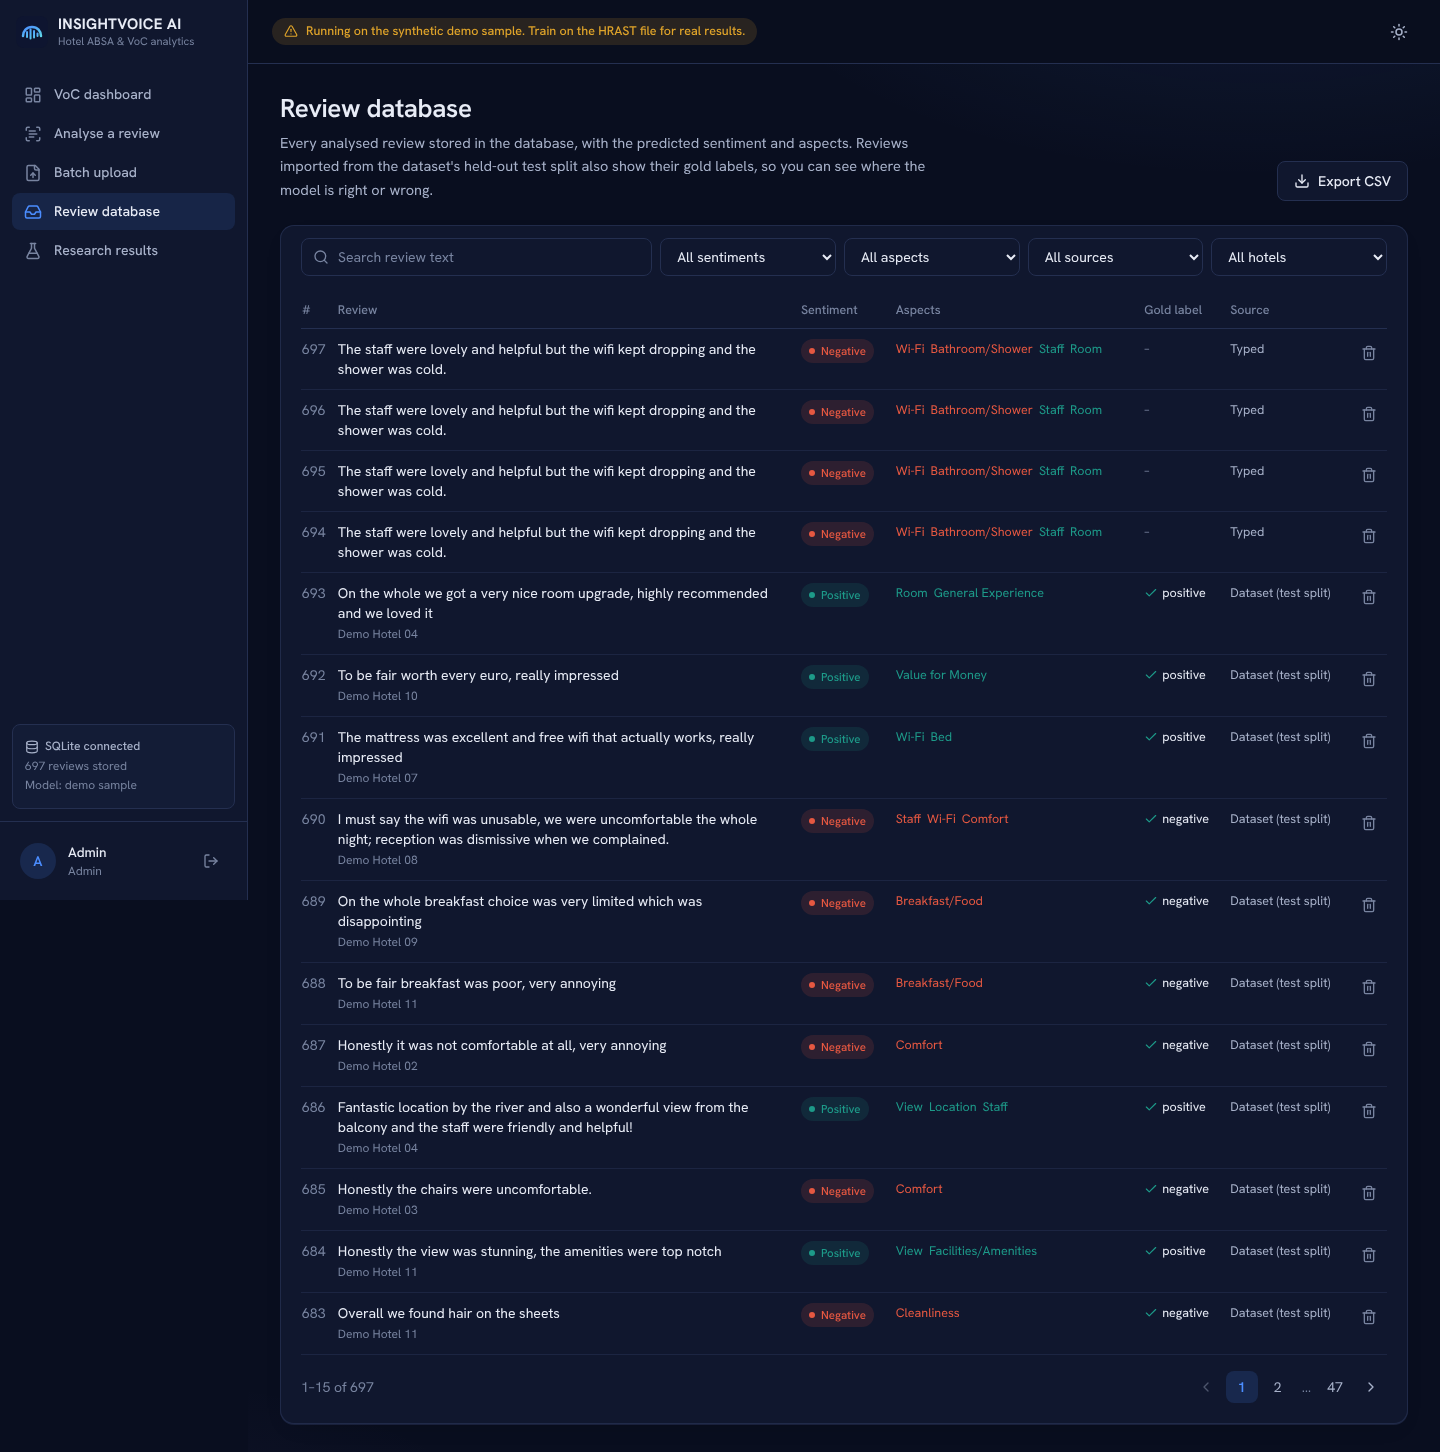 INSIGHTVOICE AI
Hotel ABSA & VoC analytics
VoC dashboard
Analyse a review
Batch upload
Review database
Research results
SQLite connected
697 reviews stored
Model: demo sample
A
Admin
Admin
Running on the synthetic demo sample. Train on the HRAST file for real results.
Review database
Every analysed review stored in the database, with the predicted sentiment and aspects. Reviews
imported from the dataset's held-out test split also show their gold labels, so you can see where the
model is right or wrong.
Export CSV
Search review text
All sentiments
All aspects
All sources
All hotels
# Review Sentiment Aspects Gold label Source
697 The staff were lovely and helpful but the wifi kept dropping and the Negative Wi-Fi Bathroom/Shower Staff Room – Typed
shower was cold.
696 The staff were lovely and helpful but the wifi kept dropping and the Negative Wi-Fi Bathroom/Shower Staff Room – Typed
shower was cold.
695 The staff were lovely and helpful but the wifi kept dropping and the Negative Wi-Fi Bathroom/Shower Staff Room – Typed
shower was cold.
694 The staff were lovely and helpful but the wifi kept dropping and the Negative Wi-Fi Bathroom/Shower Staff Room – Typed
shower was cold.
693 On the whole we got a very nice room upgrade, highly recommended Positive Room General Experience positive Dataset (test split)
and we loved it
Demo Hotel 04
692 To be fair worth every euro, really impressed Positive Value for Money positive Dataset (test split)
Demo Hotel 10
691 The mattress was excellent and free wifi that actually works, really Positive Wi-Fi Bed positive Dataset (test split)
impressed
Demo Hotel 07
690 I must say the wifi was unusable, we were uncomfortable the whole Negative Staff Wi-Fi Comfort negative Dataset (test split)
night; reception was dismissive when we complained.
Demo Hotel 08
689 On the whole breakfast choice was very limited which was Negative Breakfast/Food negative Dataset (test split)
disappointing
Demo Hotel 09
688 To be fair breakfast was poor, very annoying Negative Breakfast/Food negative Dataset (test split)
Demo Hotel 11
687 Honestly it was not comfortable at all, very annoying Negative Comfort negative Dataset (test split)
Demo Hotel 02
686 Fantastic location by the river and also a wonderful view from the Positive View Location Staff positive Dataset (test split)
balcony and the staff were friendly and helpful!
Demo Hotel 04
685 Honestly the chairs were uncomfortable. Negative Comfort negative Dataset (test split)
Demo Hotel 03
684 Honestly the view was stunning, the amenities were top notch Positive View Facilities/Amenities positive Dataset (test split)
Demo Hotel 11
683 Overall we found hair on the sheets Negative Cleanliness negative Dataset (test split)
Demo Hotel 11
1–15 of 697
1 2 ... 47